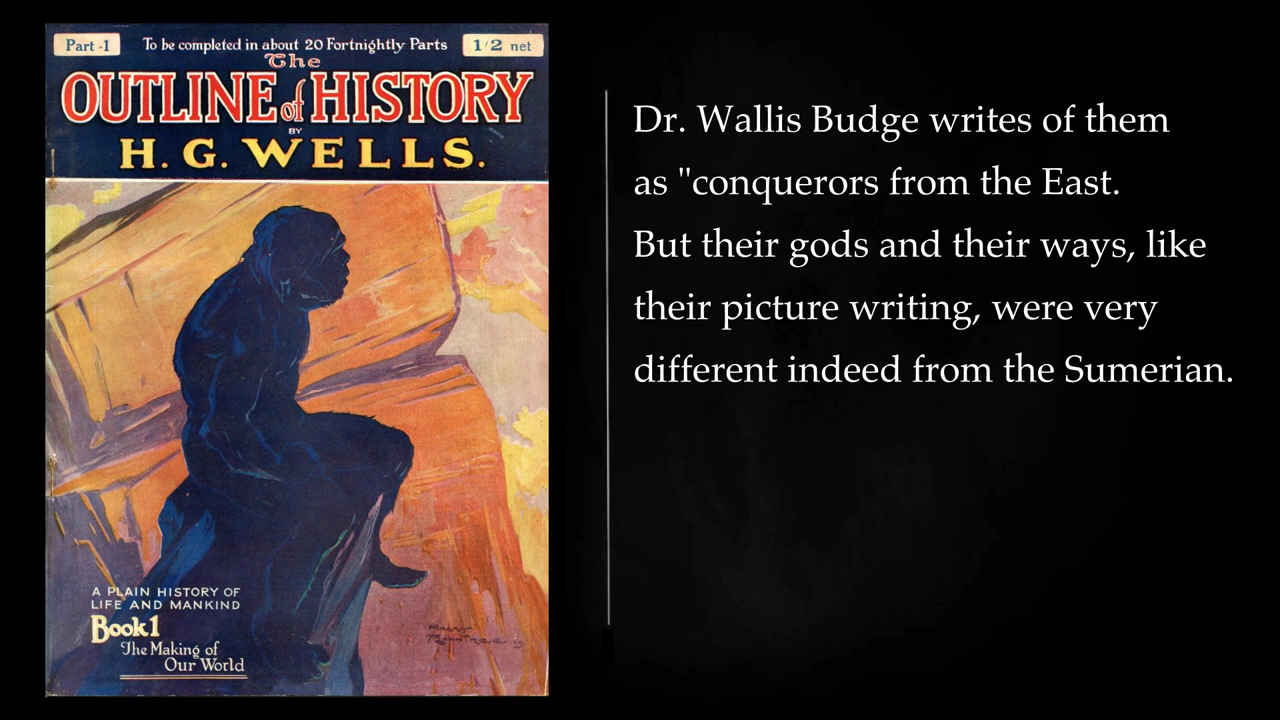 Part -1
To be completed in about 20 Fortnightly Parts
1/2 net
The
OUTLINE of HISTORY
BY
H. G. WELLS.
A PLAIN HISTORY OF
LIFE AND MANKIND
Book 1
The Making of
Our World
Dr. Wallis Budge writes of them
as "conquerors from the East.
But their gods and their ways, like
their picture writing, were very
different indeed from the Sumerian.